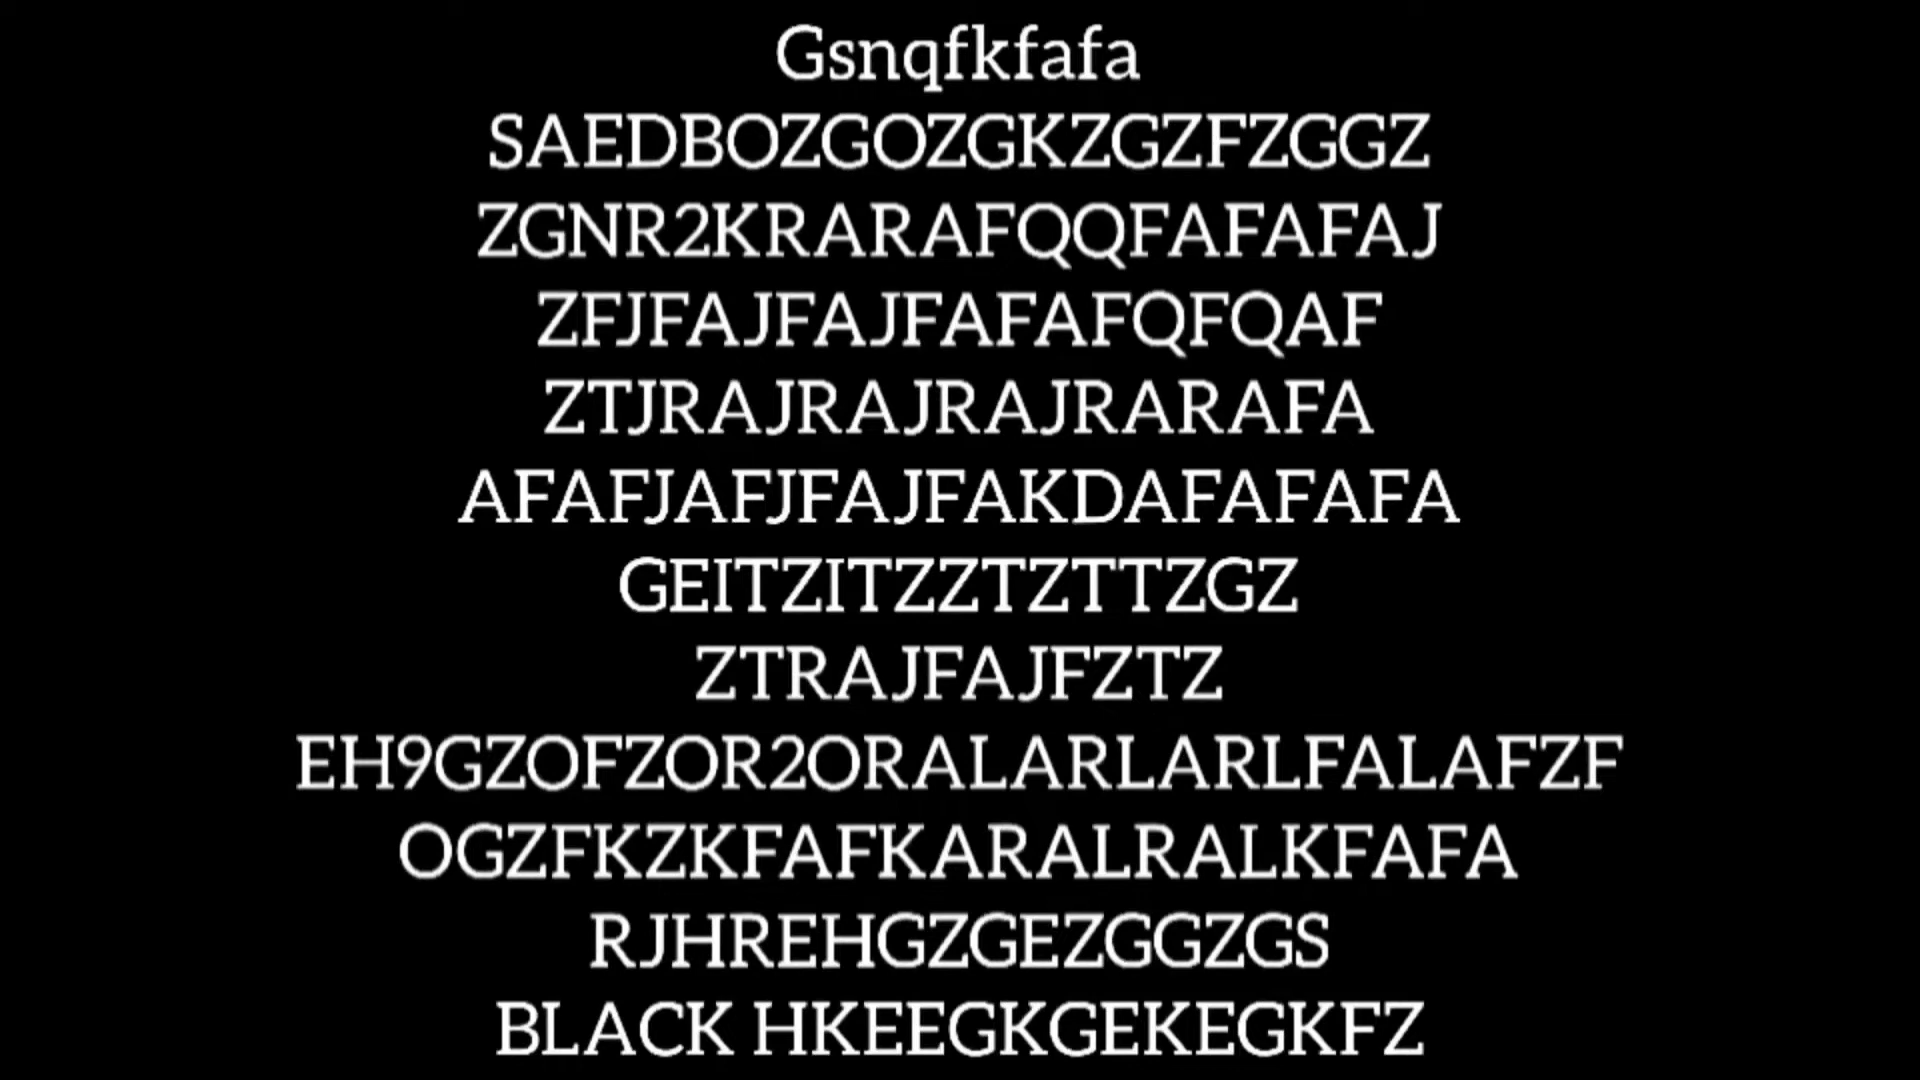 Gsnqfkfafa
SAEDBOZGOZGKZGZFZGGZ
ZGNR2KRARAFQQFAFAFAJ
ZFJFAJFAJFAFAFQFQAF
ZTJRAJRAJRAJRARAFA
AFAFJAFJFAJFAKDAFAFAFA
GEITZITZZTZTTZGZ
ZTRAJFAJFZTZ
EH9GZOFZOR2ORALARLARLFALAFZF
OGZFKZKFAFKARALRALKFAFA
RJHREHGZGEZGGZGS
BLACK HKEEGKGEKEGKFZ